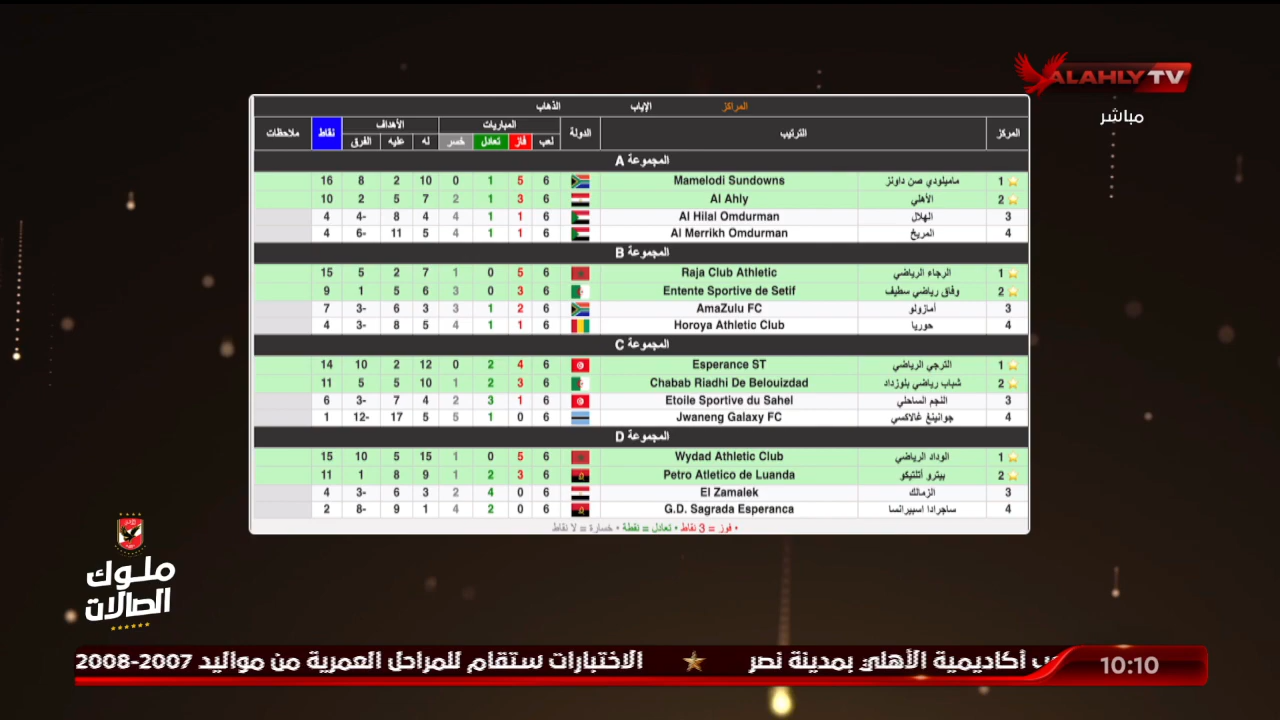 ALAHLY TV
مباشر
المراكز الإياب الذهاب
المركز الترتيب الدولة المباريات الأهداف نقاط ملاحظات
لعب فاز تعادل خسر له عليه الفرق
المجموعة A
1 ماميلودي صن داونز Mamelodi Sundowns 6 5 1 0 10 2 8 16
2 الأهلي Al Ahly 6 3 1 2 7 5 2 10
3 الهلال Al Hilal Omdurman 6 1 1 4 4 8 4- 4
4 المريخ Al Merrikh Omdurman 6 1 1 4 5 11 6- 4
المجموعة B
1 الرجاء الرياضي Raja Club Athletic 6 5 0 1 7 2 5 15
2 وفاق رياضي سطيف Entente Sportive de Setif 6 3 0 3 6 5 1 9
3 أمازولو AmaZulu FC 6 2 1 3 3 6 3- 7
4 حوريا Horoya Athletic Club 6 1 1 4 5 8 3- 4
المجموعة C
1 الترجي الرياضي Esperance ST 6 4 2 0 12 2 10 14
2 شباب رياضي بلوزداد Chabab Riadhi De Belouizdad 6 3 2 1 10 5 5 11
3 النجم الساحلي Etoile Sportive du Sahel 6 1 3 2 4 7 3- 6
4 جوانينغ غالاكسي Jwaneng Galaxy FC 6 0 1 5 5 17 12- 1
المجموعة D
1 الوداد الرياضي Wydad Athletic Club 6 5 0 1 15 5 10 15
2 بيترو أتلتيكو Petro Atletico de Luanda 6 3 2 1 9 8 1 11
3 الزمالك El Zamalek 6 0 4 2 3 6 3- 4
4 ساجرادا اسبيرانسا G.D. Sagrada Esperanca 6 0 2 4 1 9 8- 2
• فوز = 3 نقاط • تعادل = نقطة • خسارة = لا نقاط
ملوك
الصالات
أكاديمية الأهلي بمدينة نصر الاختبارات ستقام للمراحل العمرية من مواليد 2007-2008
10:10